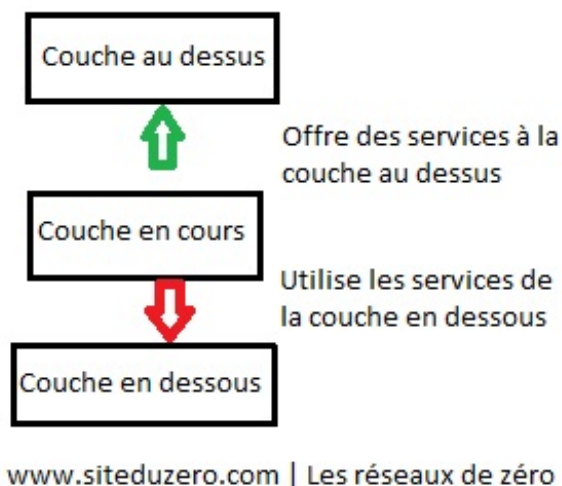 Couche au dessus
Offre des services à la
couche au dessus
Couche en cours
Utilise les services de
la couche en dessous
Couche en dessous
www.siteduzero.com | Les réseaux de zéro